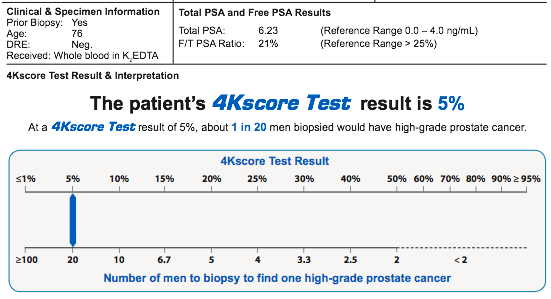 Clinical & Specimen Information
Prior Biopsy: Yes
Age: 76
DRE: Neg.
Received: Whole blood in K₂EDTA
Total PSA and Free PSA Results
Total PSA: 6.23 (Reference Range 0.0 – 4.0 ng/mL)
F/T PSA Ratio: 21% (Reference Range > 25%)
4Kscore Test Result & Interpretation
The patient's 4Kscore Test result is 5%
At a 4Kscore Test result of 5%, about 1 in 20 men biopsied would have high-grade prostate cancer.
4Kscore Test Result
≤1% 5% 10% 15% 20% 25% 30% 40% 50% 60% 70% 80% 90% ≥ 95%
≥100 20 10 6.7 5 4 3.3 2.5 2 < 2
Number of men to biopsy to find one high-grade prostate cancer